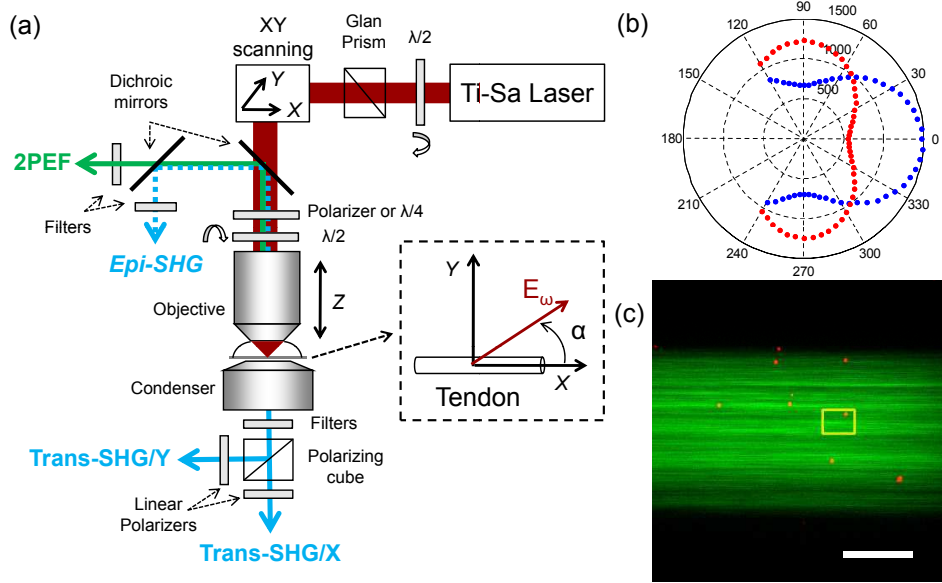 (a)
XY
scanning
Y
X
Glan
Prism
λ/2
Ti-Sa Laser
Dichroic
mirrors
2PEF
Filters
Epi-SHG
Polarizer or λ/4
λ/2
Objective
Z
Condenser
Filters
Trans-SHG/Y
Polarizing
cube
Linear
Polarizers
Trans-SHG/X
Y
Eω
α
X
Tendon
(b)
90
1500
120
60
1000
150
30
500
180
0
210
330
240
300
270
(c)